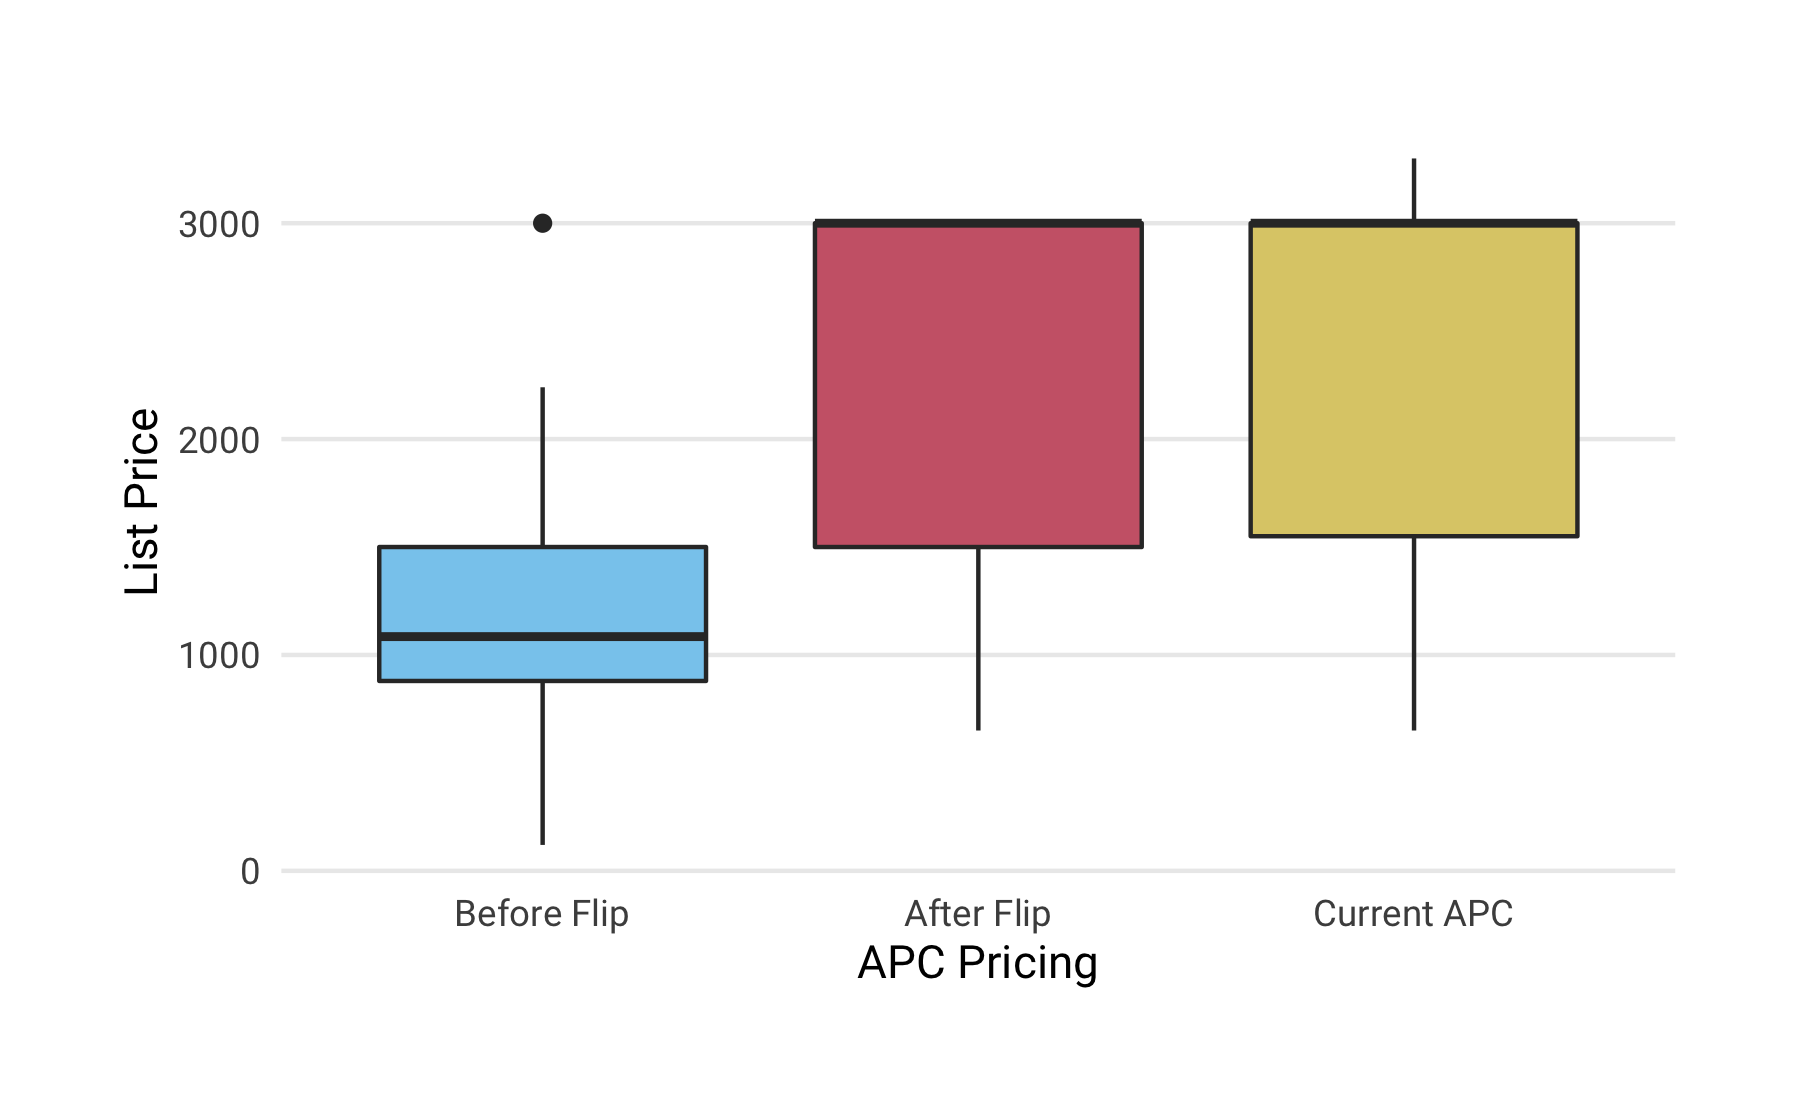 List Price
3000
2000
1000
0
Before Flip
After Flip
Current APC
APC Pricing